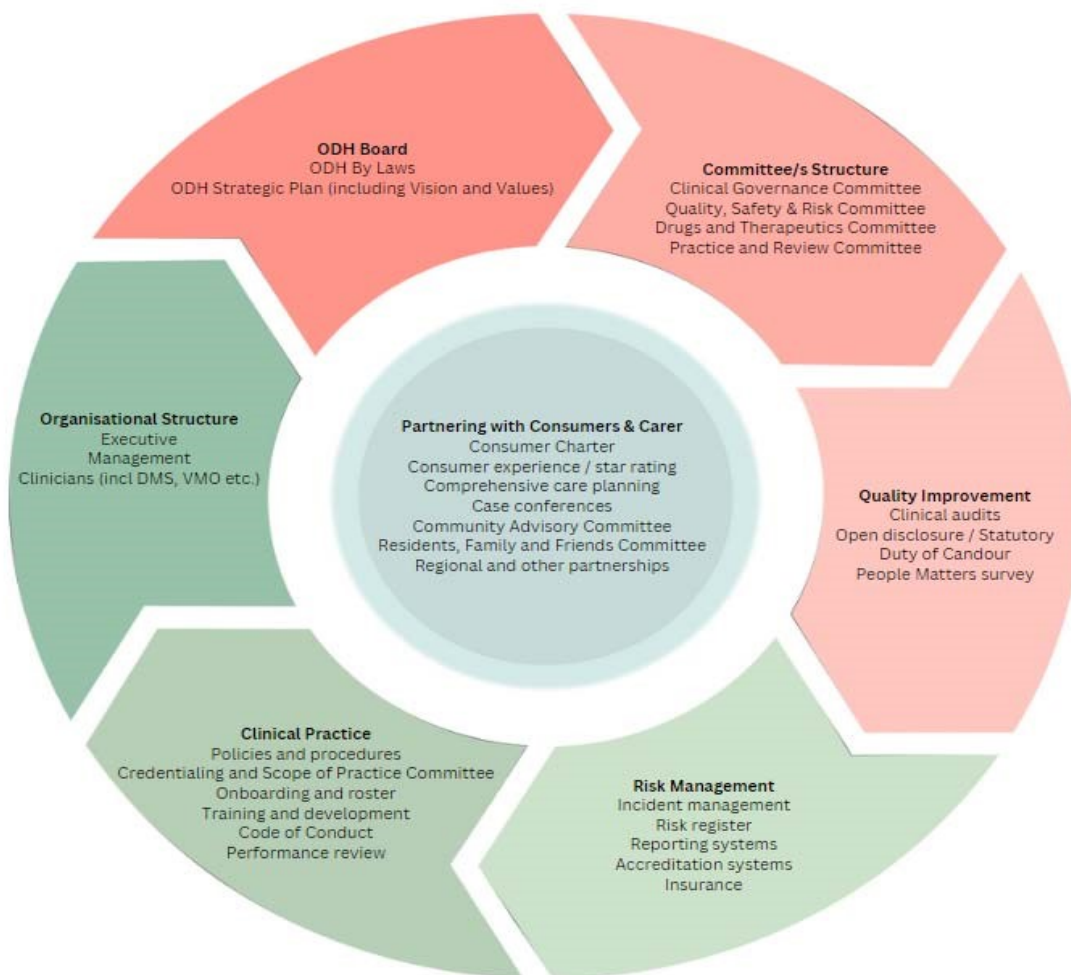 ODH Board
ODH By Laws
ODH Strategic Plan (including Vision and Values)
Committee/s Structure
Clinical Governance Committee
Quality, Safety & Risk Committee
Drugs and Therapeutics Committee
Practice and Review Committee
Quality Improvement
Clinical audits
Open disclosure / Statutory
Duty of Candour
People Matters survey
Risk Management
Incident management
Risk register
Reporting systems
Accreditation systems
Insurance
Clinical Practice
Policies and procedures
Credentialing and Scope of Practice Committee
Onboarding and roster
Training and development
Code of Conduct
Performance review
Organisational Structure
Executive
Management
Clinicians (incl DMS, VMO etc.)
Partnering with Consumers & Carer
Consumer Charter
Consumer experience / star rating
Comprehensive care planning
Case conferences
Community Advisory Committee
Residents, Family and Friends Committee
Regional and other partnerships